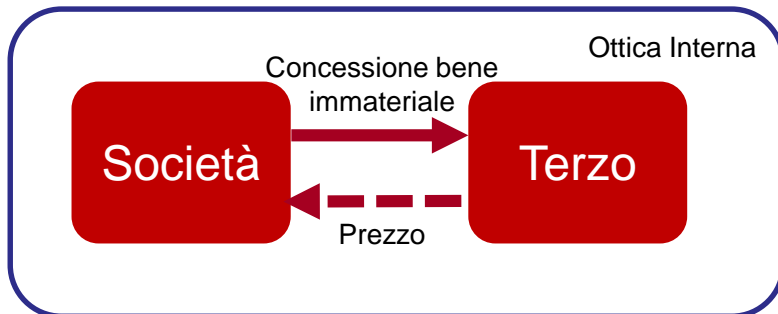 Ottica Interna
Concessione bene
immateriale
Società
Terzo
Prezzo